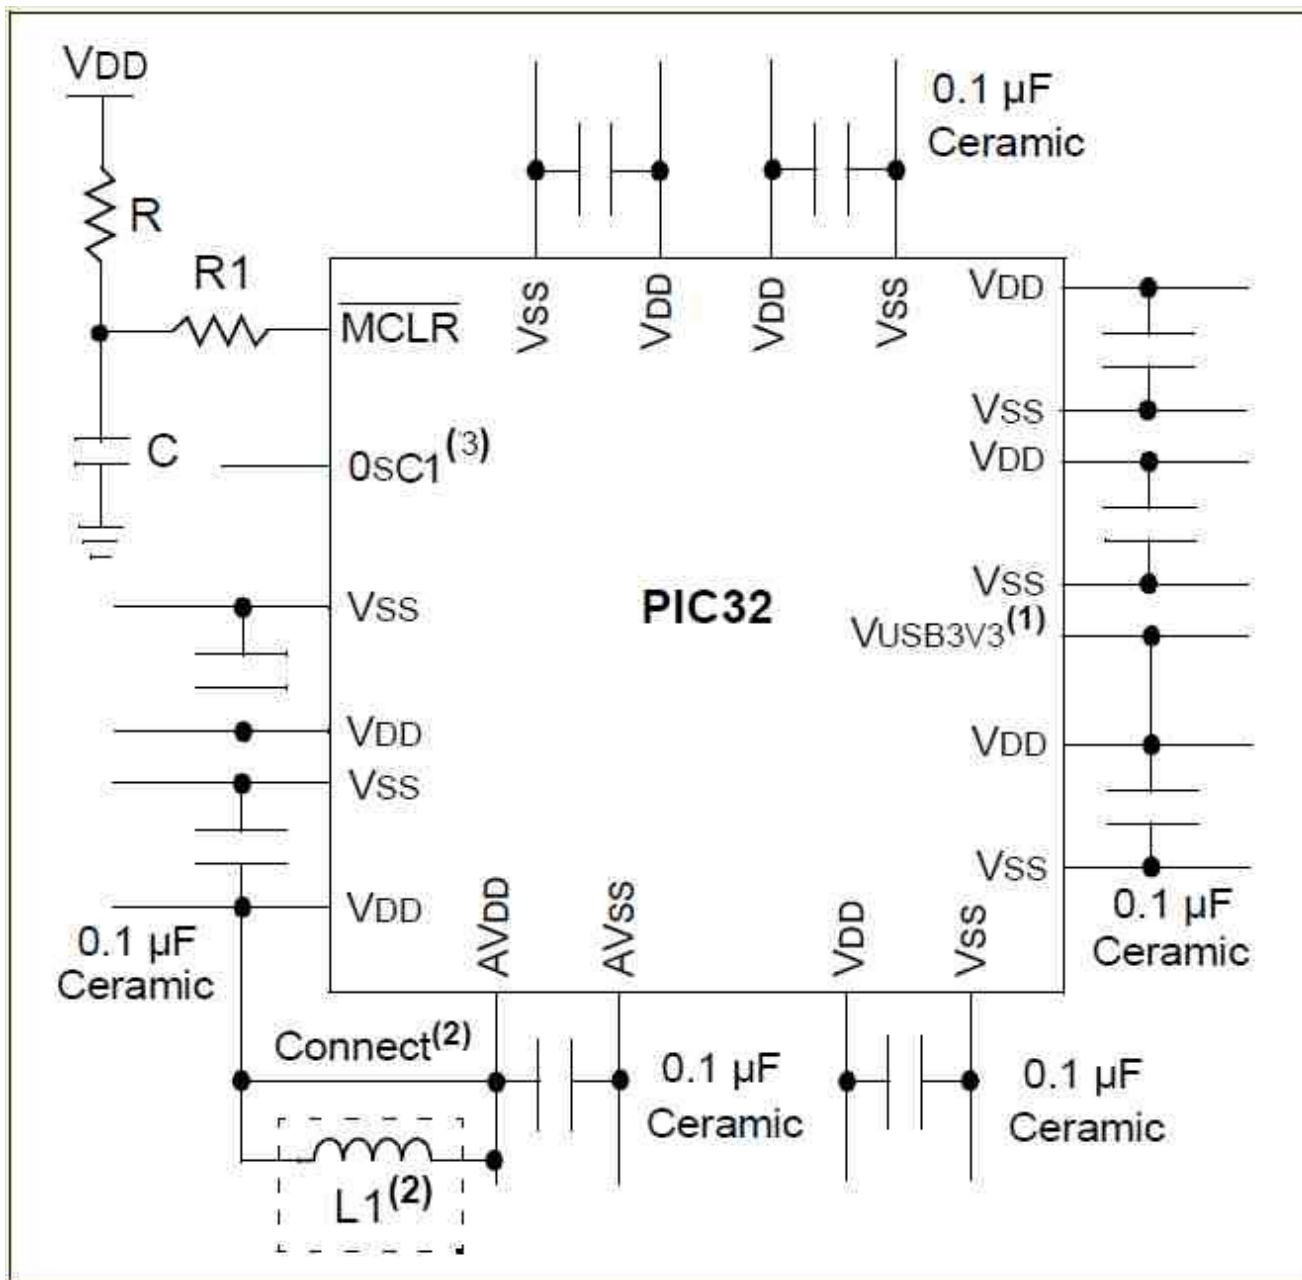 VDD
0.1 µF
Ceramic
R
R1
MCLR
VSS
VDD
VDD
VSS
VDD
VSS
0SC1(3)
C
VDD
VSS
PIC32
VSS
VUSB3V3(1)
VDD
VDD
VSS
VSS
VDD
0.1 µF
Ceramic
AVDD
AVSS
VDD
VSS
0.1 µF
Ceramic
Connect(2)
0.1 µF
Ceramic
0.1 µF
Ceramic
L1(2)